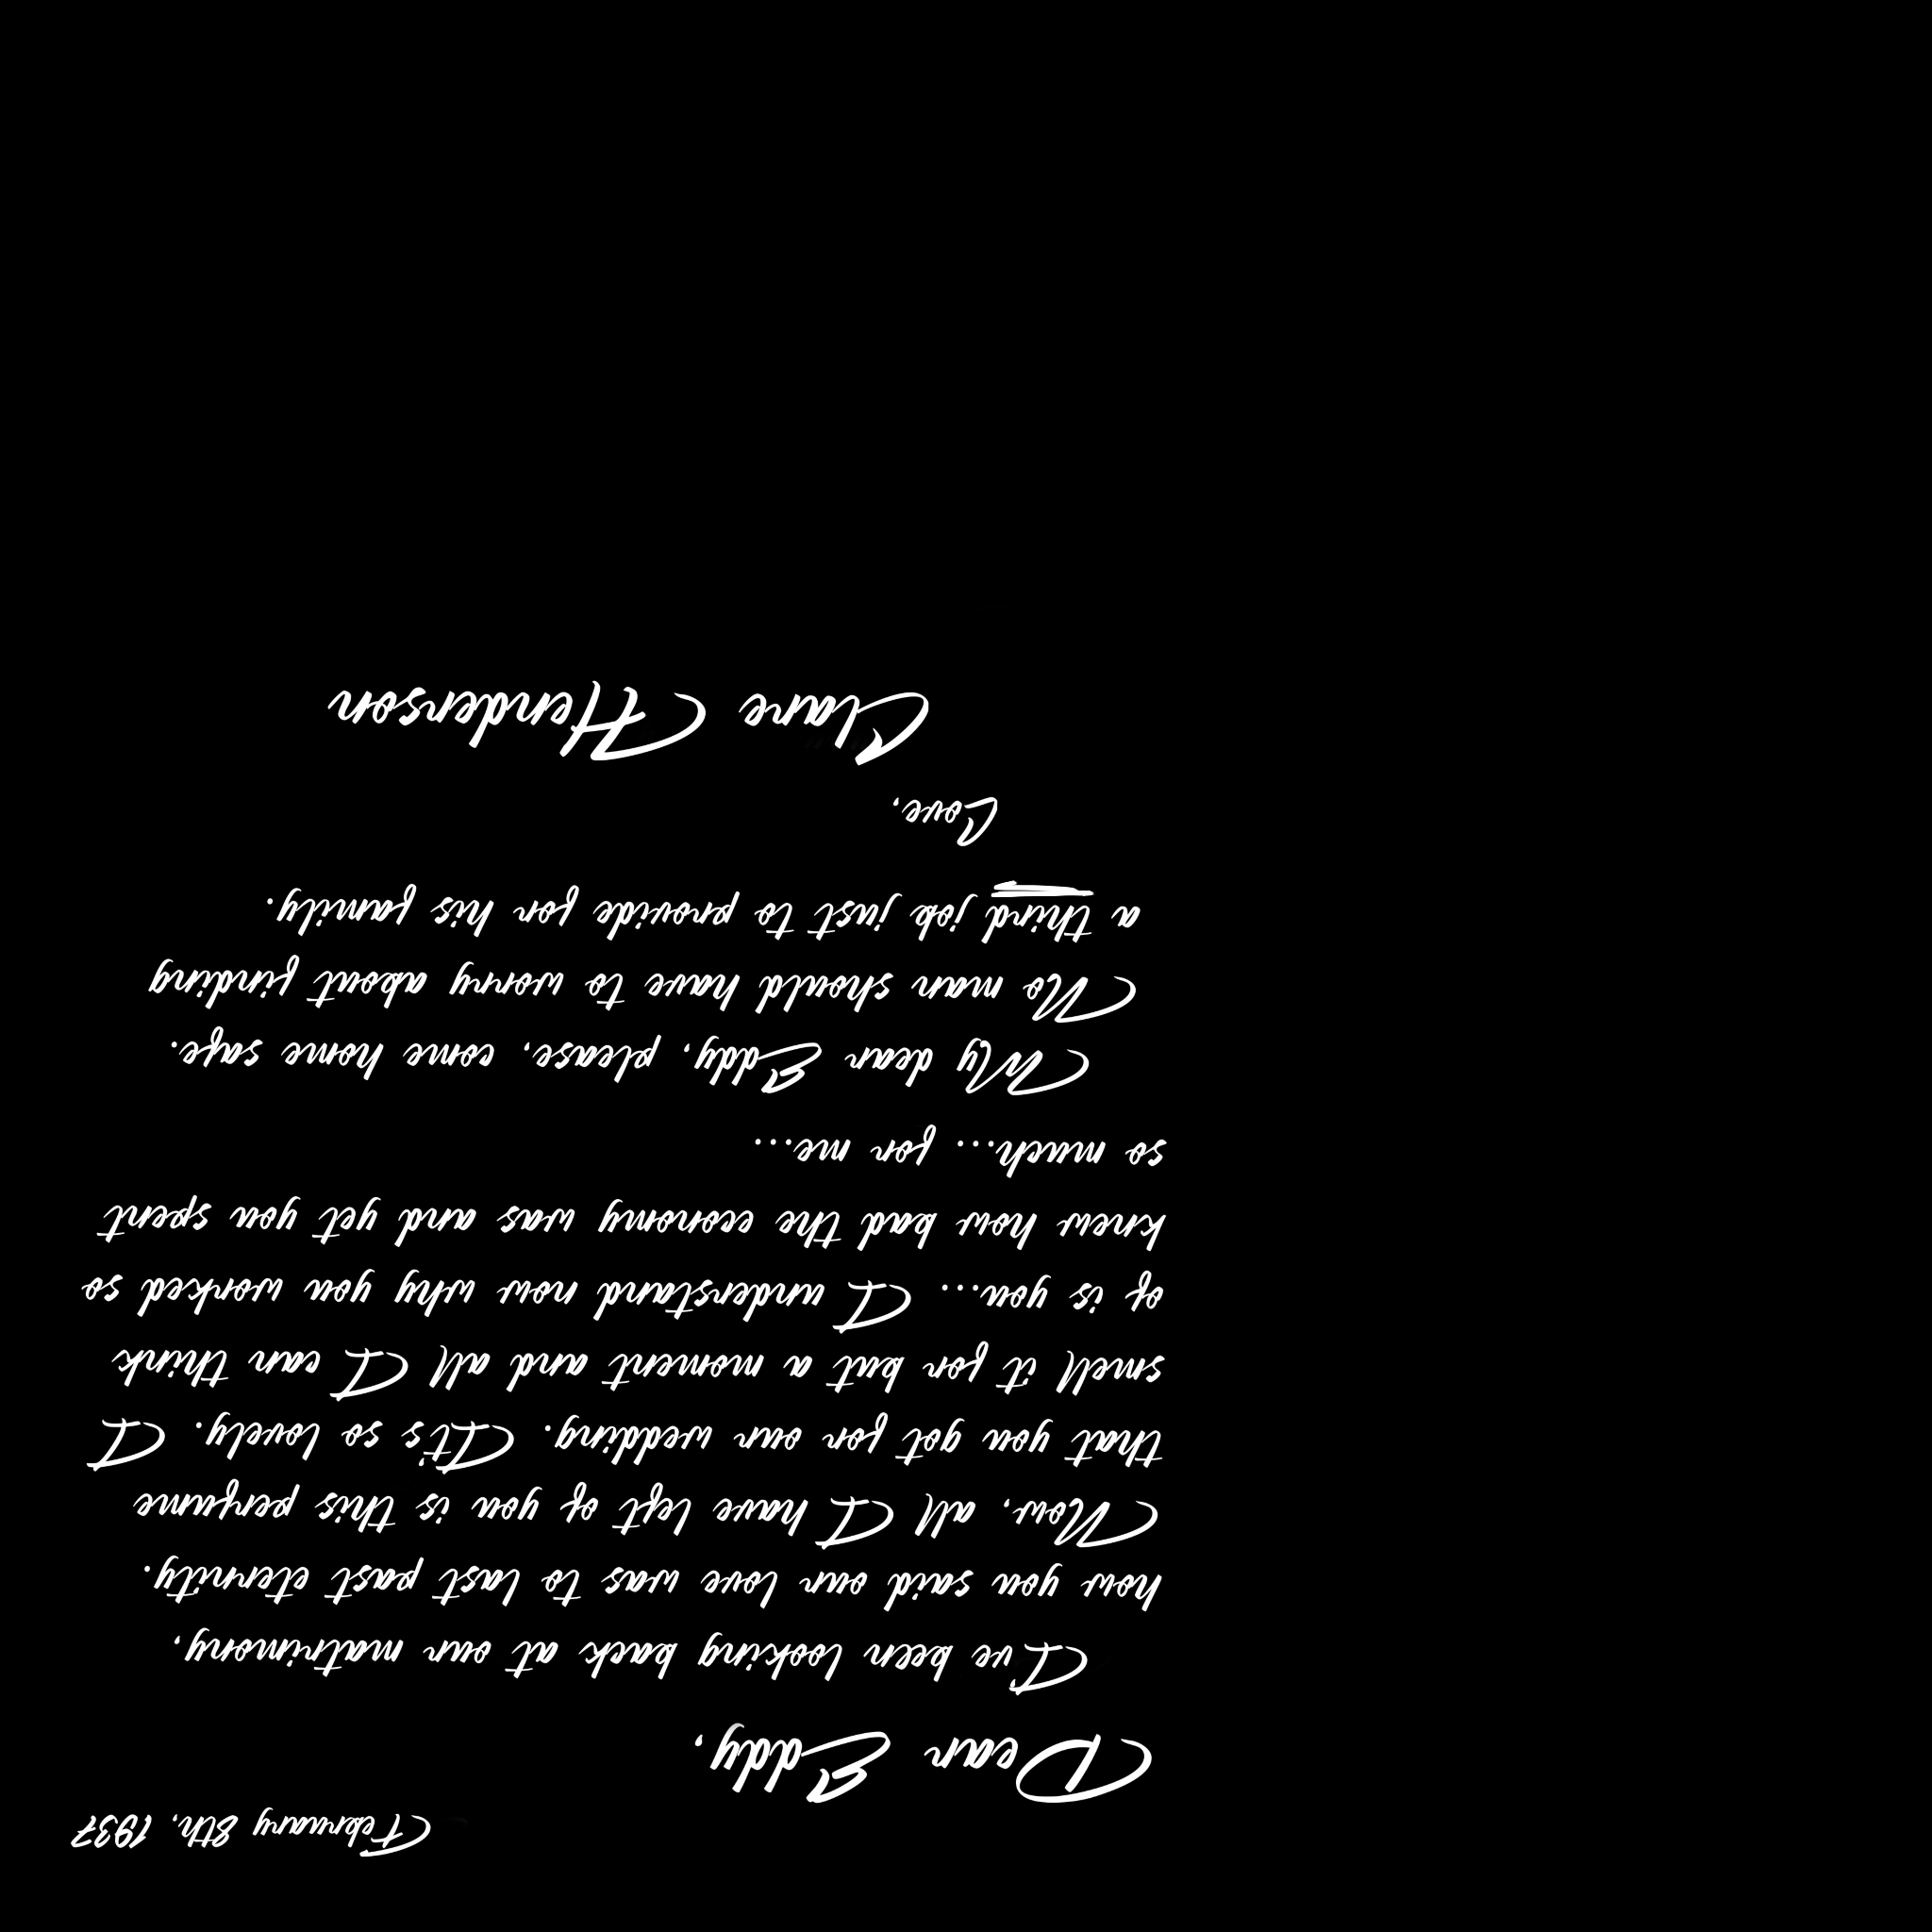 February 8th, 1937
Dear Eddy,
I've been looking back at our matrimony,
how you said our love was to last past eternity.
Now, all I have left of you is this perfume
that you got for our wedding. It's so lovely. I
smell it for but a moment and all I can think
of is you... I understand now why you worked so
knew how bad the economy was and yet you spent
so much... for me...
My dear Eddy, please, come home safe.
No man should have to worry about finding
a third job just to provide for his family.
Love,
Clare Henderson